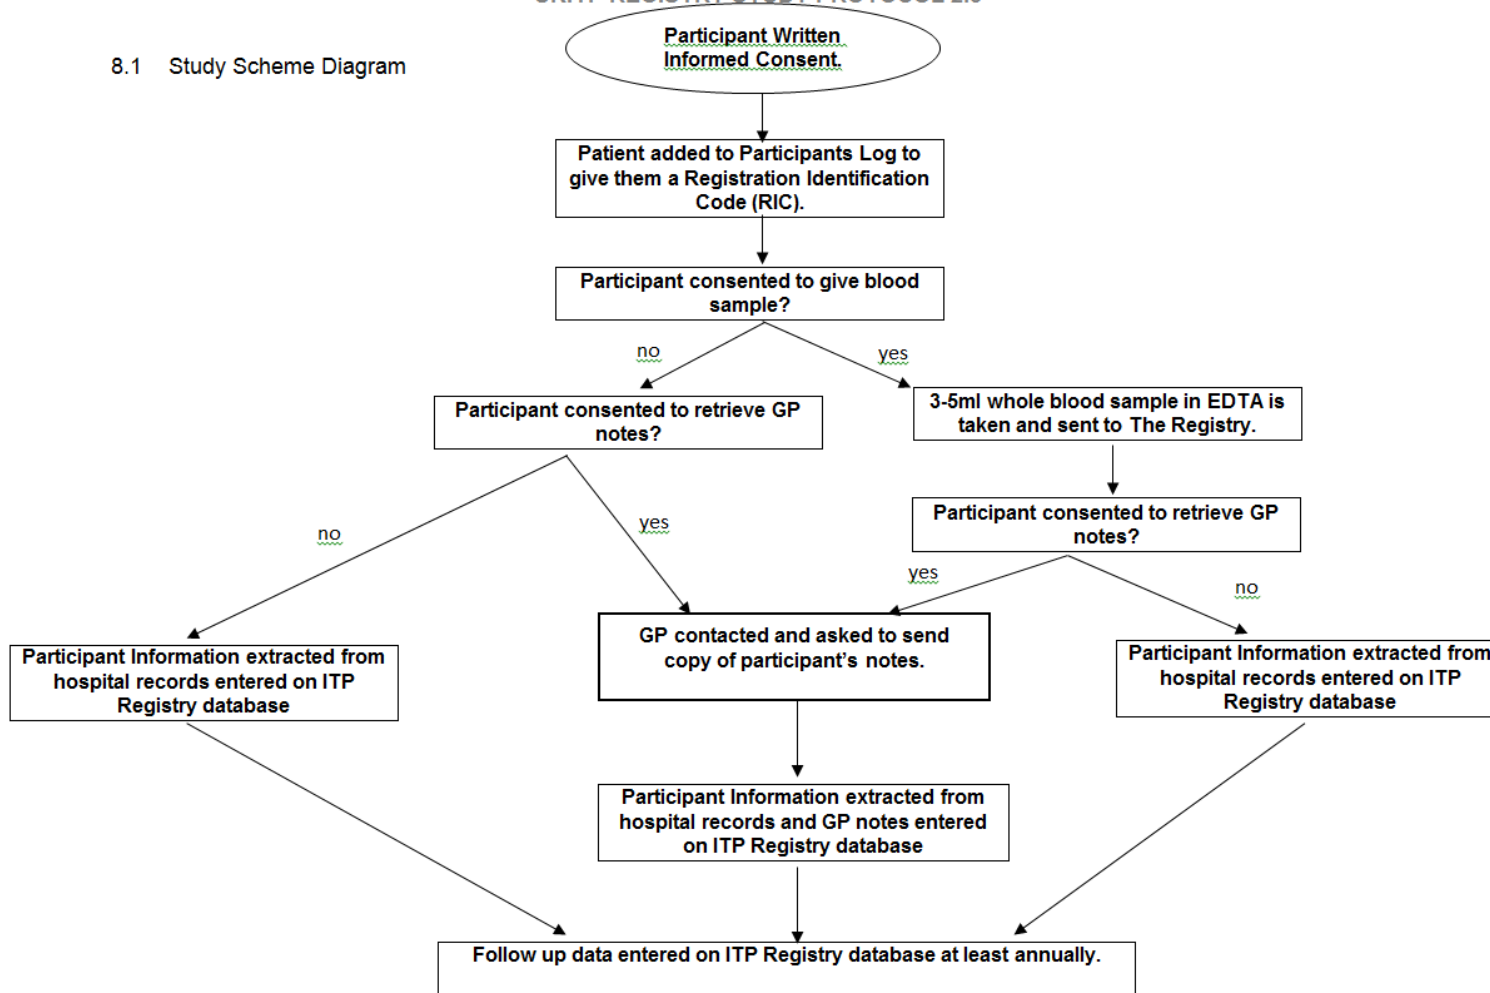 8.1 Study Scheme Diagram
Participant Written
Informed Consent.
Patient added to Participants Log to
give them a Registration Identification
Code (RIC).
Participant consented to give blood
sample?
no
yes
Participant consented to retrieve GP
notes?
3-5ml whole blood sample in EDTA is
taken and sent to The Registry.
no
yes
Participant consented to retrieve GP
notes?
yes
no
GP contacted and asked to send
copy of participant's notes.
Participant Information extracted from
hospital records entered on ITP
Registry database
Participant Information extracted from
hospital records entered on ITP
Registry database
Participant Information extracted from
hospital records and GP notes entered
on ITP Registry database
Follow up data entered on ITP Registry database at least annually.